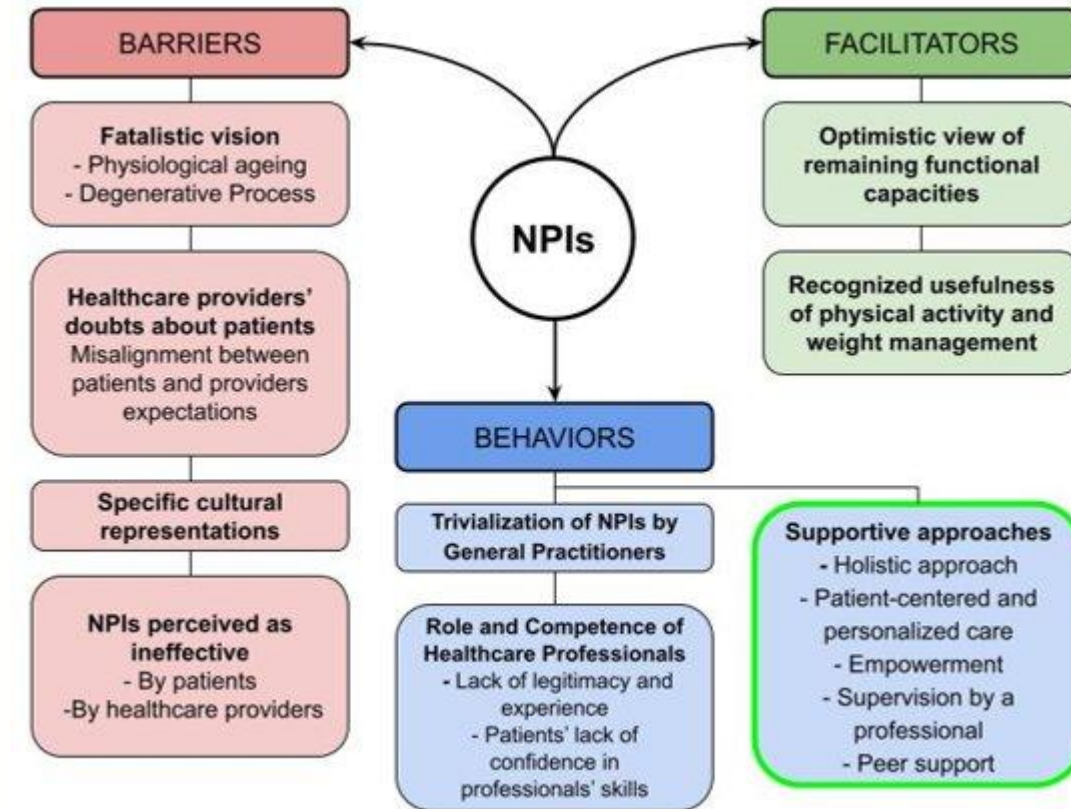 BARRIERS
Fatalistic vision
- Physiological ageing
- Degenerative Process
Healthcare providers'
doubts about patients
Misalignment between
patients and providers
expectations
Specific cultural
representations
NPIs perceived as
ineffective
- By patients
-By healthcare providers
NPIs
BEHAVIORS
Trivialization of NPIs by
General Practitioners
Role and Competence of
Healthcare Professionals
- Lack of legitimacy and
experience
- Patients' lack of
confidence in
professionals' skills
Supportive approaches
- Holistic approach
- Patient-centered and
personalized care
- Empowerment
- Supervision by a
professional
- Peer support
FACILITATORS
Optimistic view of
remaining functional
capacities
Recognized usefulness
of physical activity and
weight management